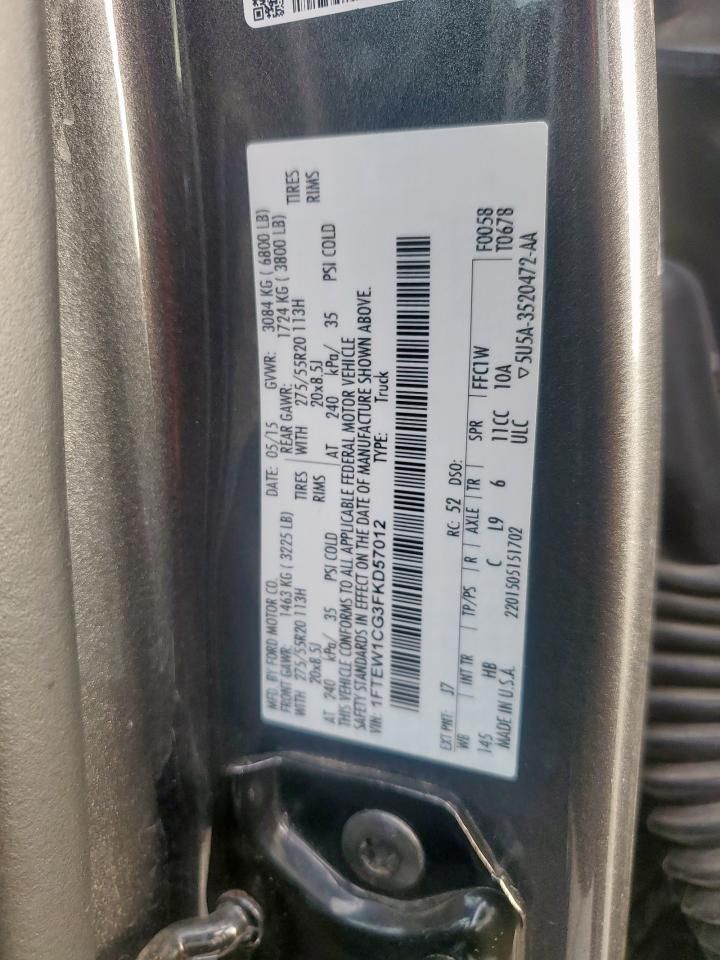 MFD. BY FORD MOTOR CO. DATE: 05/15 GVWR: 3084 KG ( 6800 LB)
FRONT GAWR: 1463 KG ( 3225 LB) REAR GAWR: 1724 KG ( 3800 LB)
WITH 275/55R20 113H TIRES WITH 275/55R20 113H TIRES
20x8.5J RIMS 20x8.5J RIMS
AT 240 kPa/ 35 PSI COLD AT 240 kPa/ 35 PSI COLD
THIS VEHICLE CONFORMS TO ALL APPLICABLE FEDERAL MOTOR VEHICLE
SAFETY STANDARDS IN EFFECT ON THE DATE OF MANUFACTURE SHOWN ABOVE.
VIN: 1FTEW1CG3FKD57012 TYPE: Truck
EXT PNT: J7 RC: 52 DSO: F0058
WB INT TR TP/PS R AXLE TR SPR FFC1W T0678
145 HB C L9 6 11CC 10A
MADE IN U.S.A. 2201505151702 ULC ▽5U5A-3520472-AA